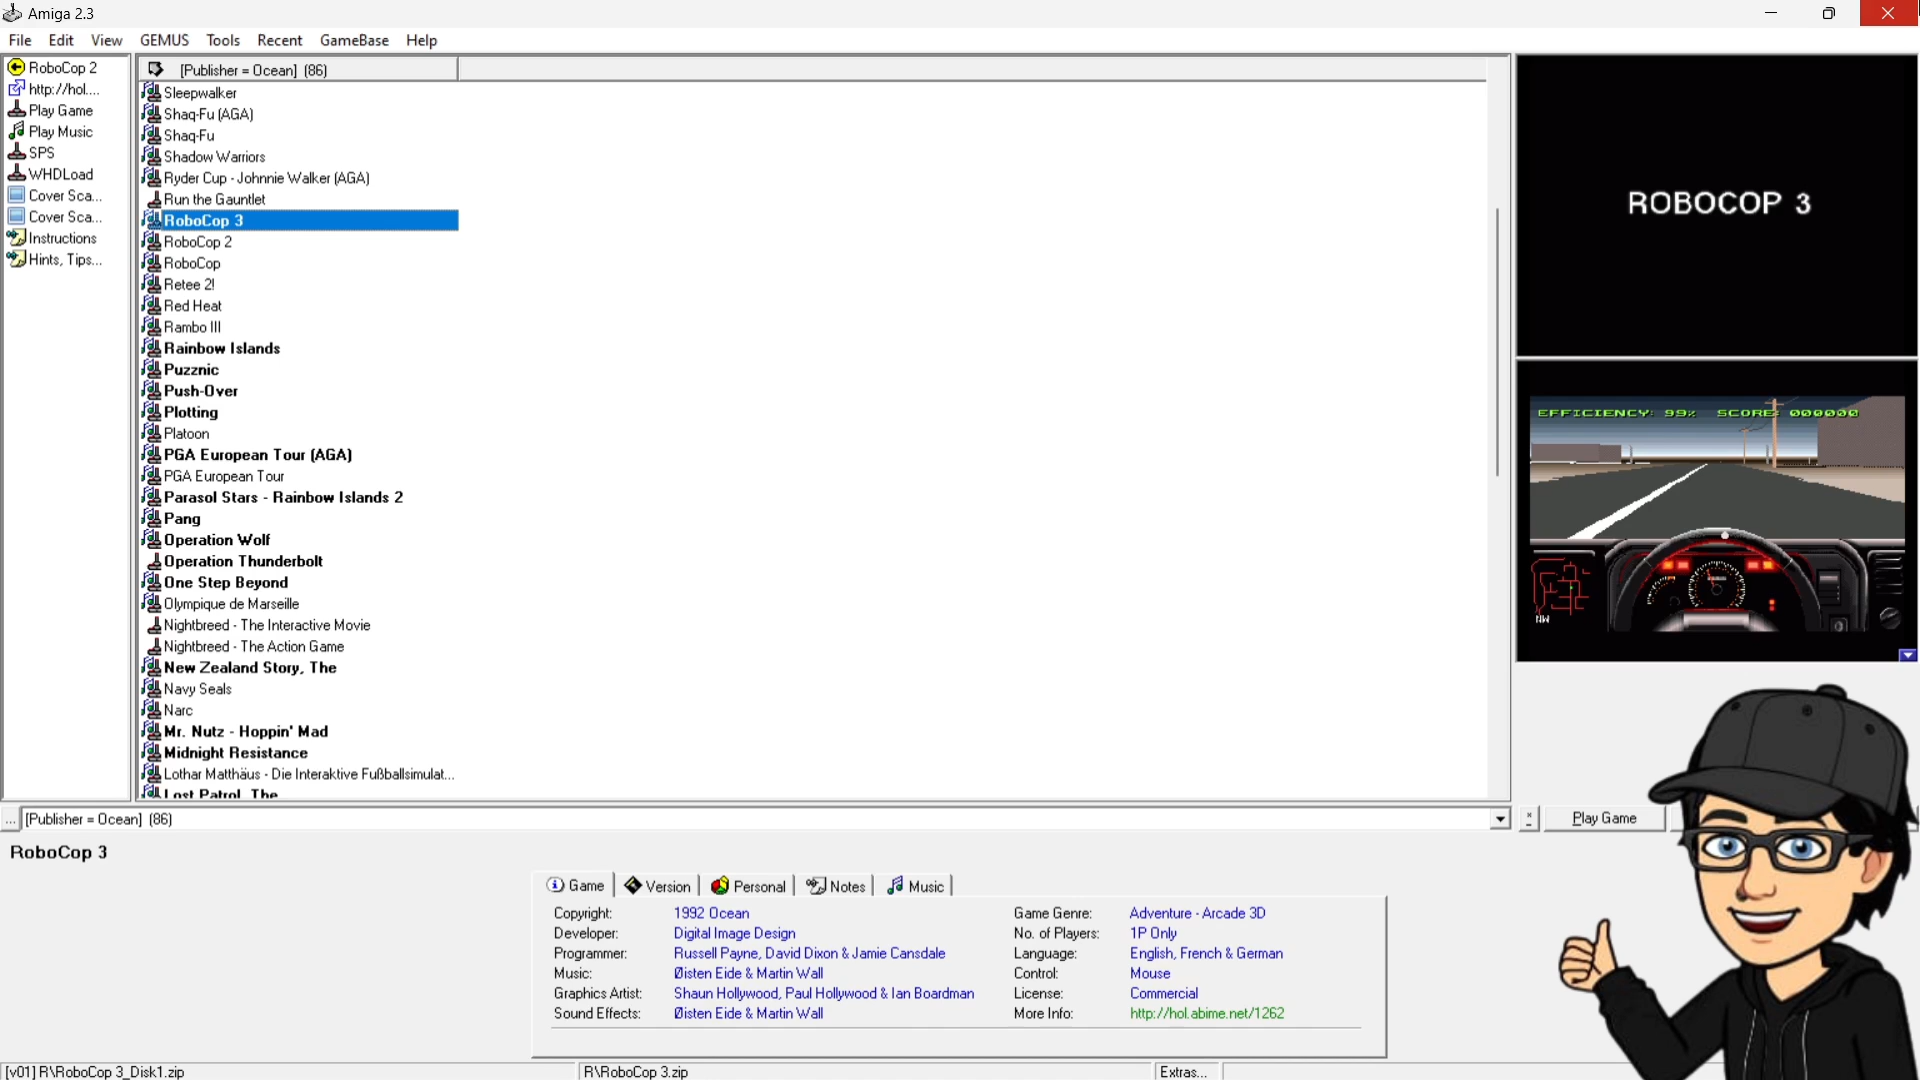 Amiga 2.3
File Edit View GEMUS Tools Recent GameBase Help
RoboCop 2
http://hol....
Play Game
Play Music
SPS
WHDLoad
Cover Sca...
Cover Sca...
Instructions
Hints, Tips...
[Publisher = Ocean] (86)
Sleepwalker
Shaq-Fu (AGA)
Shaq-Fu
Shadow Warriors
Ryder Cup - Johnnie Walker (AGA)
Run the Gauntlet
RoboCop 3
RoboCop 2
RoboCop
Retee 2!
Red Heat
Rambo III
Rainbow Islands
Puzznic
Push-Over
Plotting
Platoon
PGA European Tour (AGA)
PGA European Tour
Parasol Stars - Rainbow Islands 2
Pang
Operation Wolf
Operation Thunderbolt
One Step Beyond
Olympique de Marseille
Nightbreed - The Interactive Movie
Nightbreed - The Action Game
New Zealand Story, The
Navy Seals
Narc
Mr. Nutz - Hoppin' Mad
Midnight Resistance
Lothar Matthäus - Die Interaktive Fußballsimulat...
Lost Patrol, The
ROBOCOP 3
EFFICIENCY: 99% SCORE: 000000
NW
... [Publisher = Ocean] (86)
Play Game
RoboCop 3
Game Version Personal Notes Music
Copyright: 1992 Ocean
Developer: Digital Image Design
Programmer: Russell Payne, David Dixon & Jamie Cansdale
Music: Øisten Eide & Martin Wall
Graphics Artist: Shaun Hollywood, Paul Hollywood & Ian Boardman
Sound Effects: Øisten Eide & Martin Wall
Game Genre: Adventure - Arcade 3D
No. of Players: 1P Only
Language: English, French & German
Control: Mouse
License: Commercial
More Info: http://hol.abime.net/1262
[v01] R\RoboCop 3_Disk1.zip
R\RoboCop 3.zip
Extras...